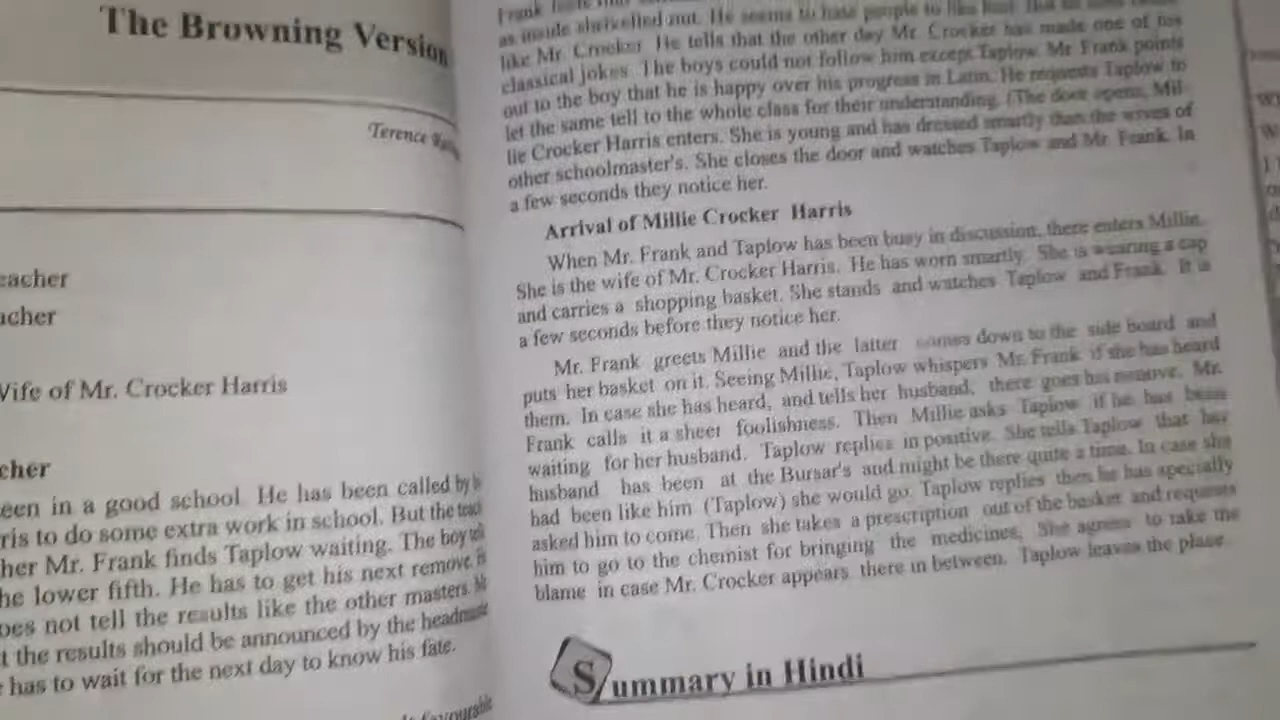 The Browning Version
Terence
eacher
acher
Wife of Mr. Crocker Harris
cher
een in a good school. He has been called by
ris to do some extra work in school. But the
her Mr. Frank finds Taplow waiting. The boy
he lower fifth. He has to get his next remove.
oes not tell the results like the other masters.
t the results should be announced by the
has to wait for the next day to know his fate.
Frank
as inside shrivelled out. He seems to hate people to like him.
like Mr. Crocker. He tells that the other day Mr. Crocker has made one of his
classical jokes. The boys could not follow him except Taplow. Mr. Frank points
out to the boy that he is happy over his progress in Latin. He requests Taplow to
let the same tell to the whole class for their understanding. (The door opens, Mil-
lie Crocker Harris enters. She is young and has dressed smartly than the wives of
other schoolmaster's. She closes the door and watches Taplow and Mr. Frank. In
a few seconds they notice her.
Arrival of Millie Crocker Harris
When Mr. Frank and Taplow has been busy in discussion, there enters Millie.
She is the wife of Mr. Crocker Harris. He has worn smartly. She is wearing a cap
and carries a shopping basket. She stands and watches Taplow and Frank. It is
a few seconds before they notice her.
Mr. Frank greets Millie and the latter comes down to the side board and
puts her basket on it. Seeing Millie, Taplow whispers Mr. Frank if she has heard
them. In case she has heard, and tells her husband, there goes his remove. Mr.
Frank calls it a sheer foolishness. Then Millie asks Taplow if he has been
waiting for her husband. Taplow replies in positive. She tells Taplow that her
husband has been at the Bursar's and might be there quite a time. In case she
had been like him (Taplow) she would go. Taplow replies then he has specially
asked him to come. Then she takes a prescription out of the basket and requests
him to go to the chemist for bringing the medicines. She agrees to take the
blame in case Mr. Crocker appears there in between. Taplow leaves the place.
Summary in Hindi